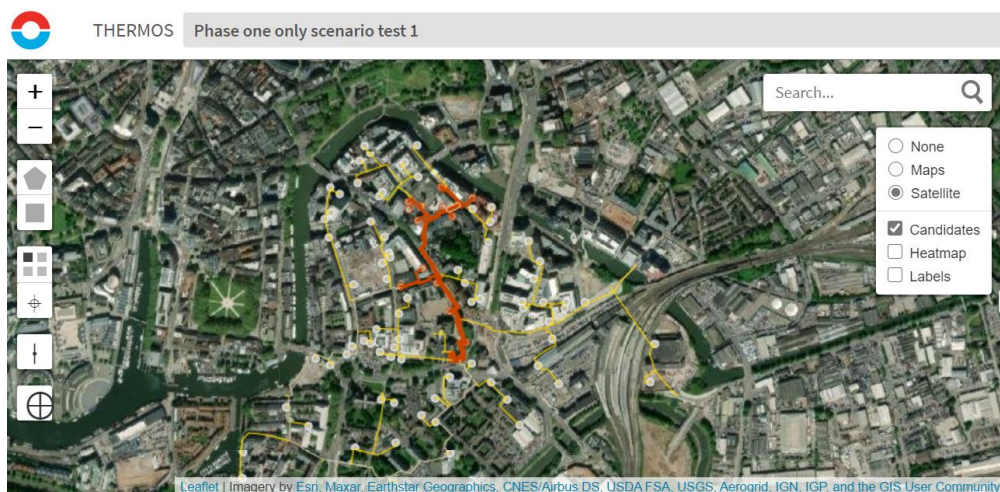 THERMOS
Phase one only scenario test 1
+
−
Search...
None
Maps
Satellite
Candidates
Heatmap
Labels
Leaflet | Imagery by Esri, Maxar, Earthstar Geographics, CNES/Airbus DS, USDA FSA, USGS, Aerogrid, IGN, IGP, and the GIS User Community